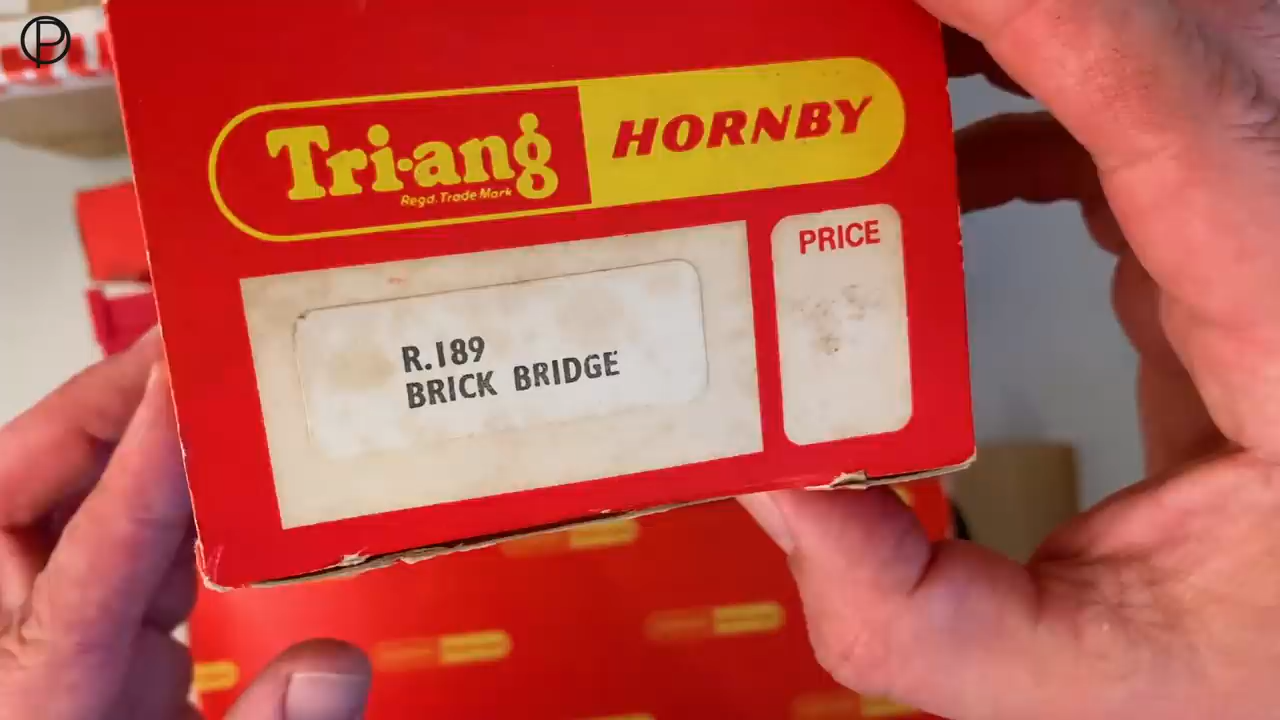 Tri-ang HORNBY
Regd. Trade Mark
PRICE
R.189
BRICK BRIDGE